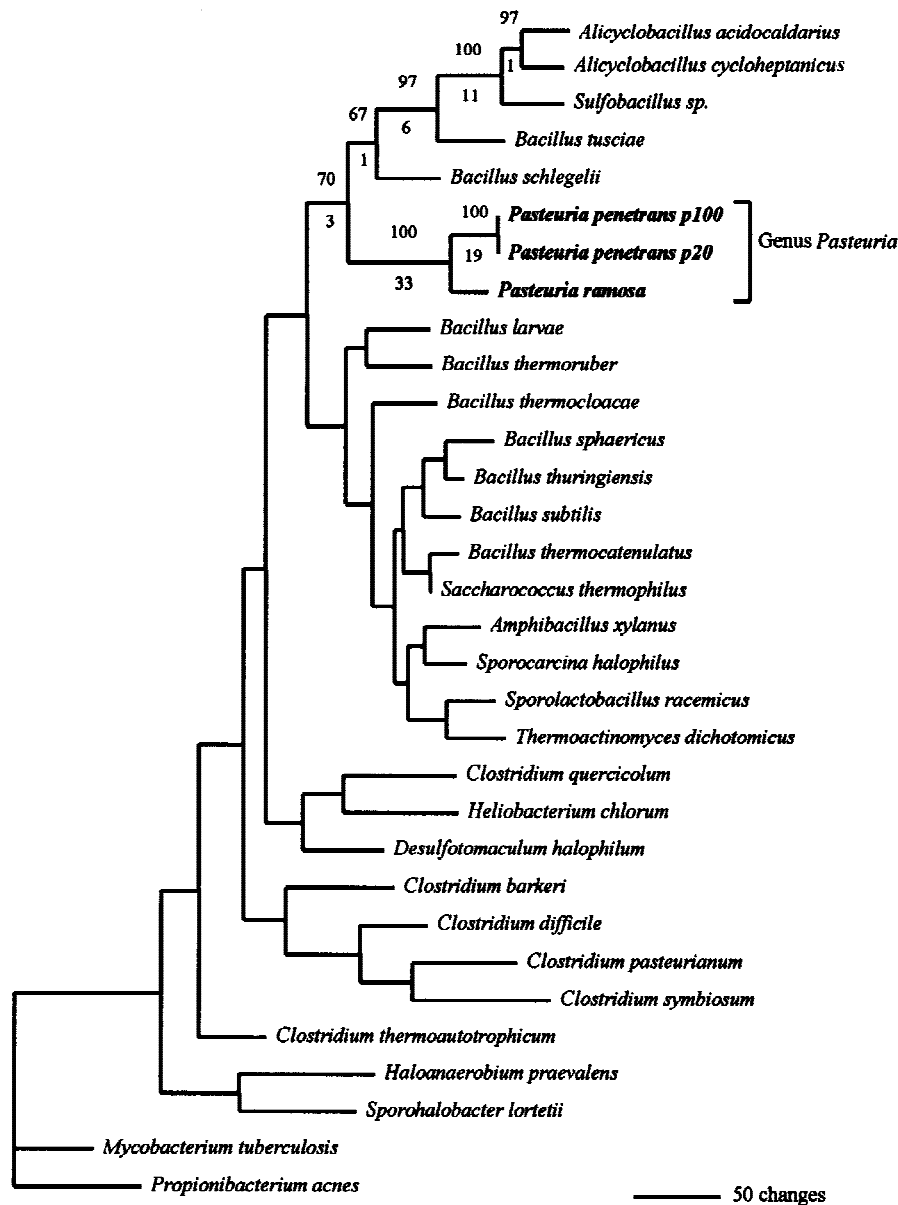 97
Alicyclobacillus acidocaldarius
100
1
Alicyclobacillus cycloheptanicus
97
11
Sulfobacillus sp.
67
6
Bacillus tusciae
1
70
Bacillus schlegelii
3
100
100
Pasteuria penetrans p100
Genus Pasteuria
19
Pasteuria penetrans p20
33
Pasteuria ramosa
Bacillus larvae
Bacillus thermoruber
Bacillus thermocloacae
Bacillus sphaericus
Bacillus thuringiensis
Bacillus subtilis
Bacillus thermocatenulatus
Saccharococcus thermophilus
Amphibacillus xylanus
Sporocarcina halophilus
Sporolactobacillus racemicus
Thermoactinomyces dichotomicus
Clostridium quercicolum
Heliobacterium chlorum
Desulfotomaculum halophilum
Clostridium barkeri
Clostridium difficile
Clostridium pasteurianum
Clostridium symbiosum
Clostridium thermoautotrophicum
Haloanaerobium praevalens
Sporohalobacter lortetii
Mycobacterium tuberculosis
Propionibacterium acnes
50 changes